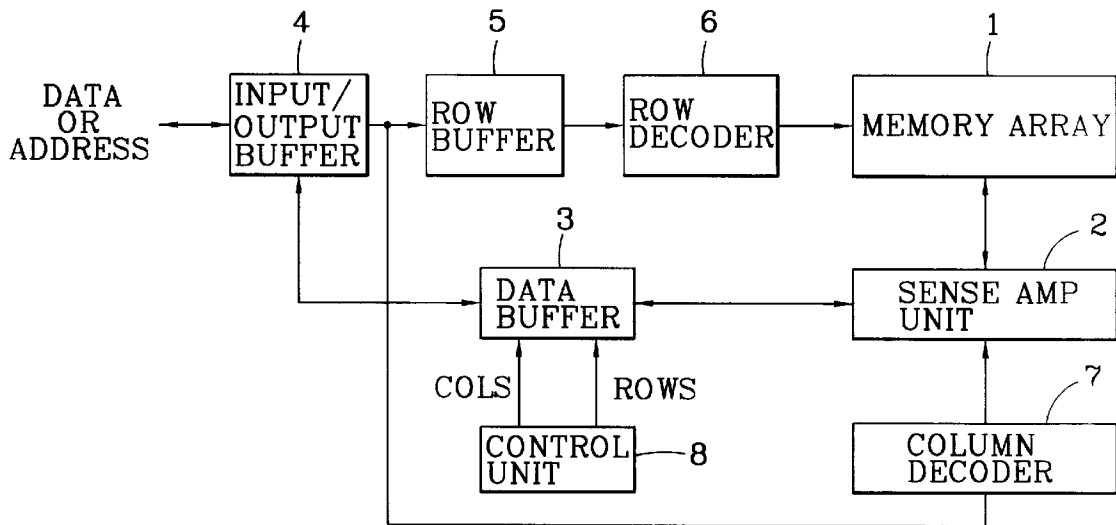 4
5
6
1
DATA
OR
ADDRESS
INPUT/
OUTPUT
BUFFER
ROW
BUFFER
ROW
DECODER
MEMORY ARRAY
3
2
DATA
BUFFER
SENSE AMP
UNIT
COLS
ROWS
7
CONTROL
UNIT
8
COLUMN
DECODER